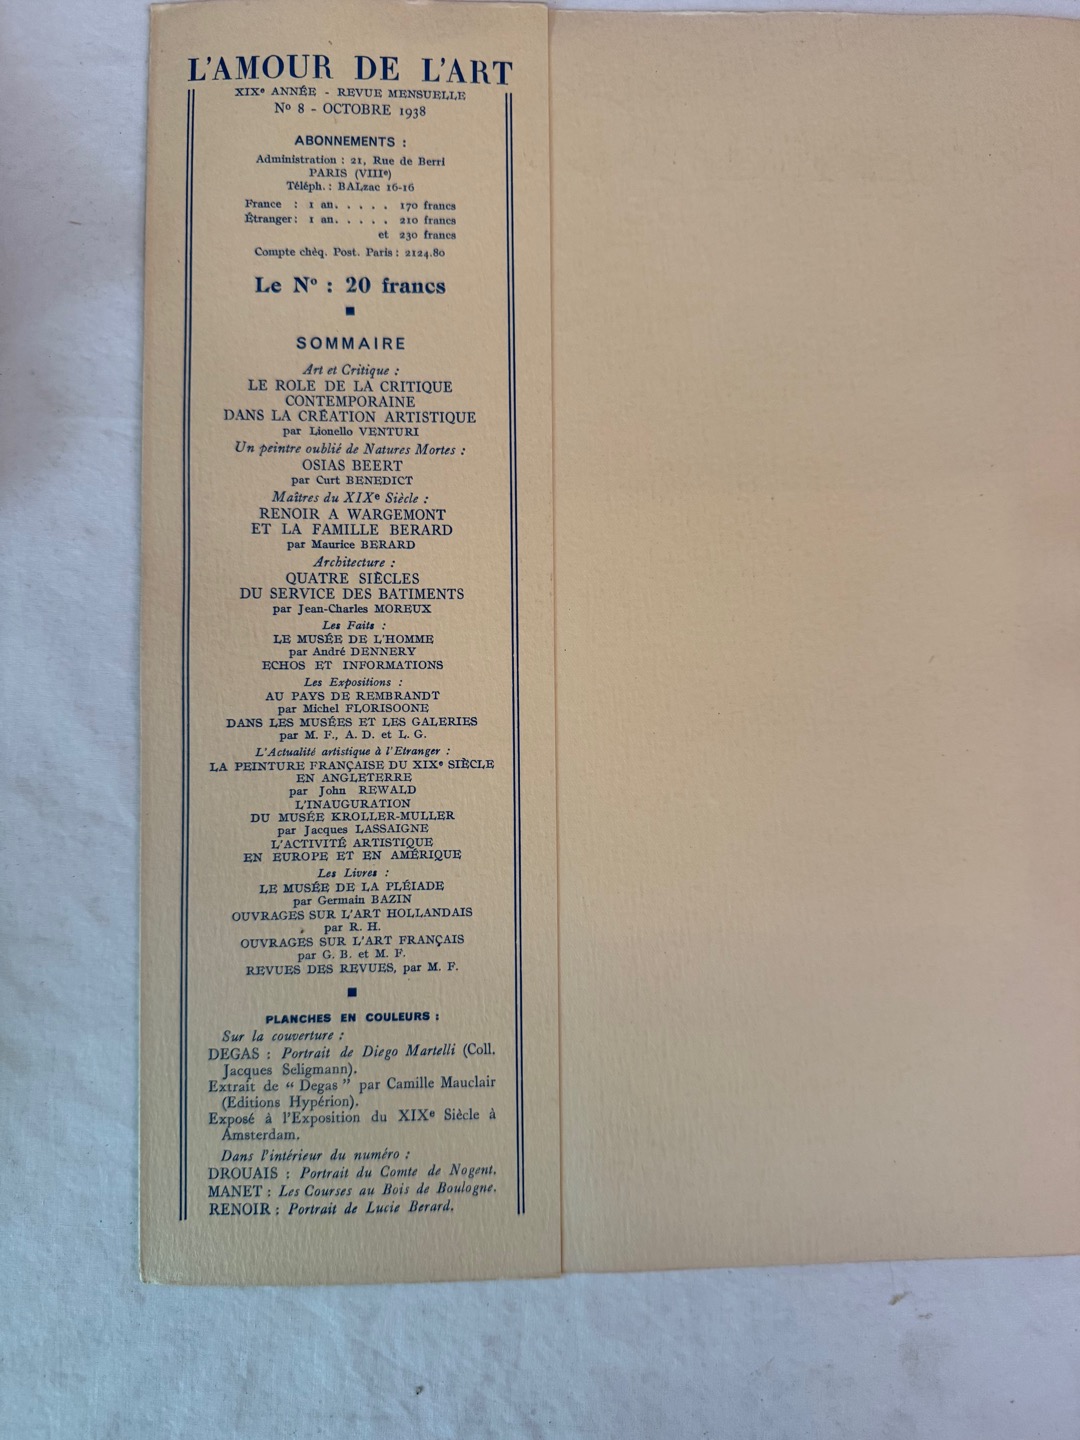 L'AMOUR DE L'ART
XIXe ANNÉE - REVUE MENSUELLE
No 8 - OCTOBRE 1938
ABONNEMENTS :
Administration : 21, Rue de Berri
PARIS (VIIIe)
Téléph. : BALzac 16-16
France : 1 an. . . . . 170 francs
Étranger : 1 an. . . . . 210 francs
et 230 francs
Compte chèq. Post. Paris : 2124.80
Le No : 20 francs
SOMMAIRE
Art et Critique :
LE ROLE DE LA CRITIQUE
CONTEMPORAINE
DANS LA CRÉATION ARTISTIQUE
par Lionello VENTURI
Un peintre oublié de Natures Mortes :
OSIAS BEERT
par Curt BENEDICT
Maîtres du XIXe Siècle :
RENOIR A WARGEMONT
ET LA FAMILLE BERARD
par Maurice BERARD
Architecture :
QUATRE SIÈCLES
DU SERVICE DES BATIMENTS
par Jean-Charles MOREUX
Les Faits :
LE MUSÉE DE L'HOMME
par André DENNERY
ECHOS ET INFORMATIONS
Les Expositions :
AU PAYS DE REMBRANDT
par Michel FLORISOONE
DANS LES MUSÉES ET LES GALERIES
par M. F., A. D. et L. G.
L'Actualité artistique à l'Etranger :
LA PEINTURE FRANÇAISE DU XIXe SIÈCLE
EN ANGLETERRE
par John REWALD
L'INAUGURATION
DU MUSÉE KROLLER-MULLER
par Jacques LASSAIGNE
L'ACTIVITÉ ARTISTIQUE
EN EUROPE ET EN AMÉRIQUE
Les Livres :
LE MUSÉE DE LA PLÉIADE
par Germain BAZIN
OUVRAGES SUR L'ART HOLLANDAIS
par R. H.
OUVRAGES SUR L'ART FRANÇAIS
par G. B. et M. F.
REVUES DES REVUES, par M. F.
PLANCHES EN COULEURS :
Sur la couverture :
DEGAS : Portrait de Diego Martelli (Coll.
Jacques Seligmann).
Extrait de “ Degas ” par Camille Mauclair
(Editions Hypérion).
Exposé à l'Exposition du XIXe Siècle à
Amsterdam.
Dans l'intérieur du numéro :
DROUAIS : Portrait du Comte de Nogent.
MANET : Les Courses au Bois de Boulogne.
RENOIR : Portrait de Lucie Berard.